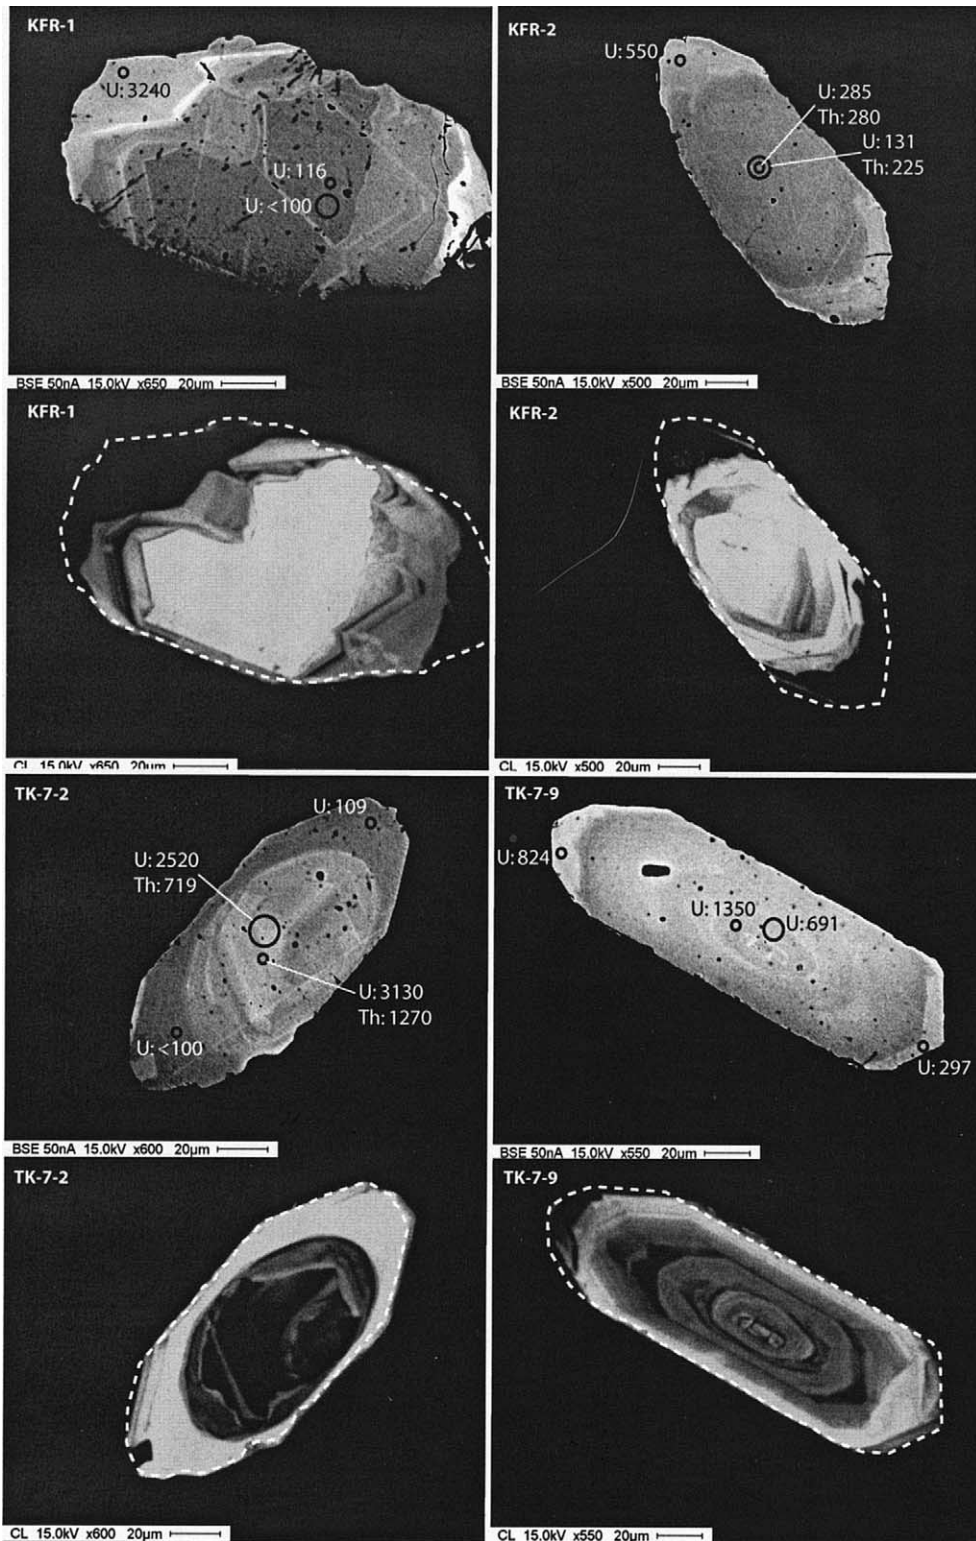 KFR-1
U: 3240
U: 116
U: <100
BSE 50nA 15.0kV x650 20µm
KFR-2
U: 550
U: 285
Th: 280
U: 131
Th: 225
BSE 50nA 15.0kV x500 20µm
KFR-1
CL 15.0kV x650 20µm
KFR-2
CL 15.0kV x500 20µm
TK-7-2
U: 109
U: 2520
Th: 719
U: 3130
Th: 1270
U: <100
BSE 50nA 15.0kV x600 20µm
TK-7-9
U: 824
U: 1350
U: 691
U: 297
BSE 50nA 15.0kV x550 20µm
TK-7-2
CL 15.0kV x600 20µm
TK-7-9
CL 15.0kV x550 20µm